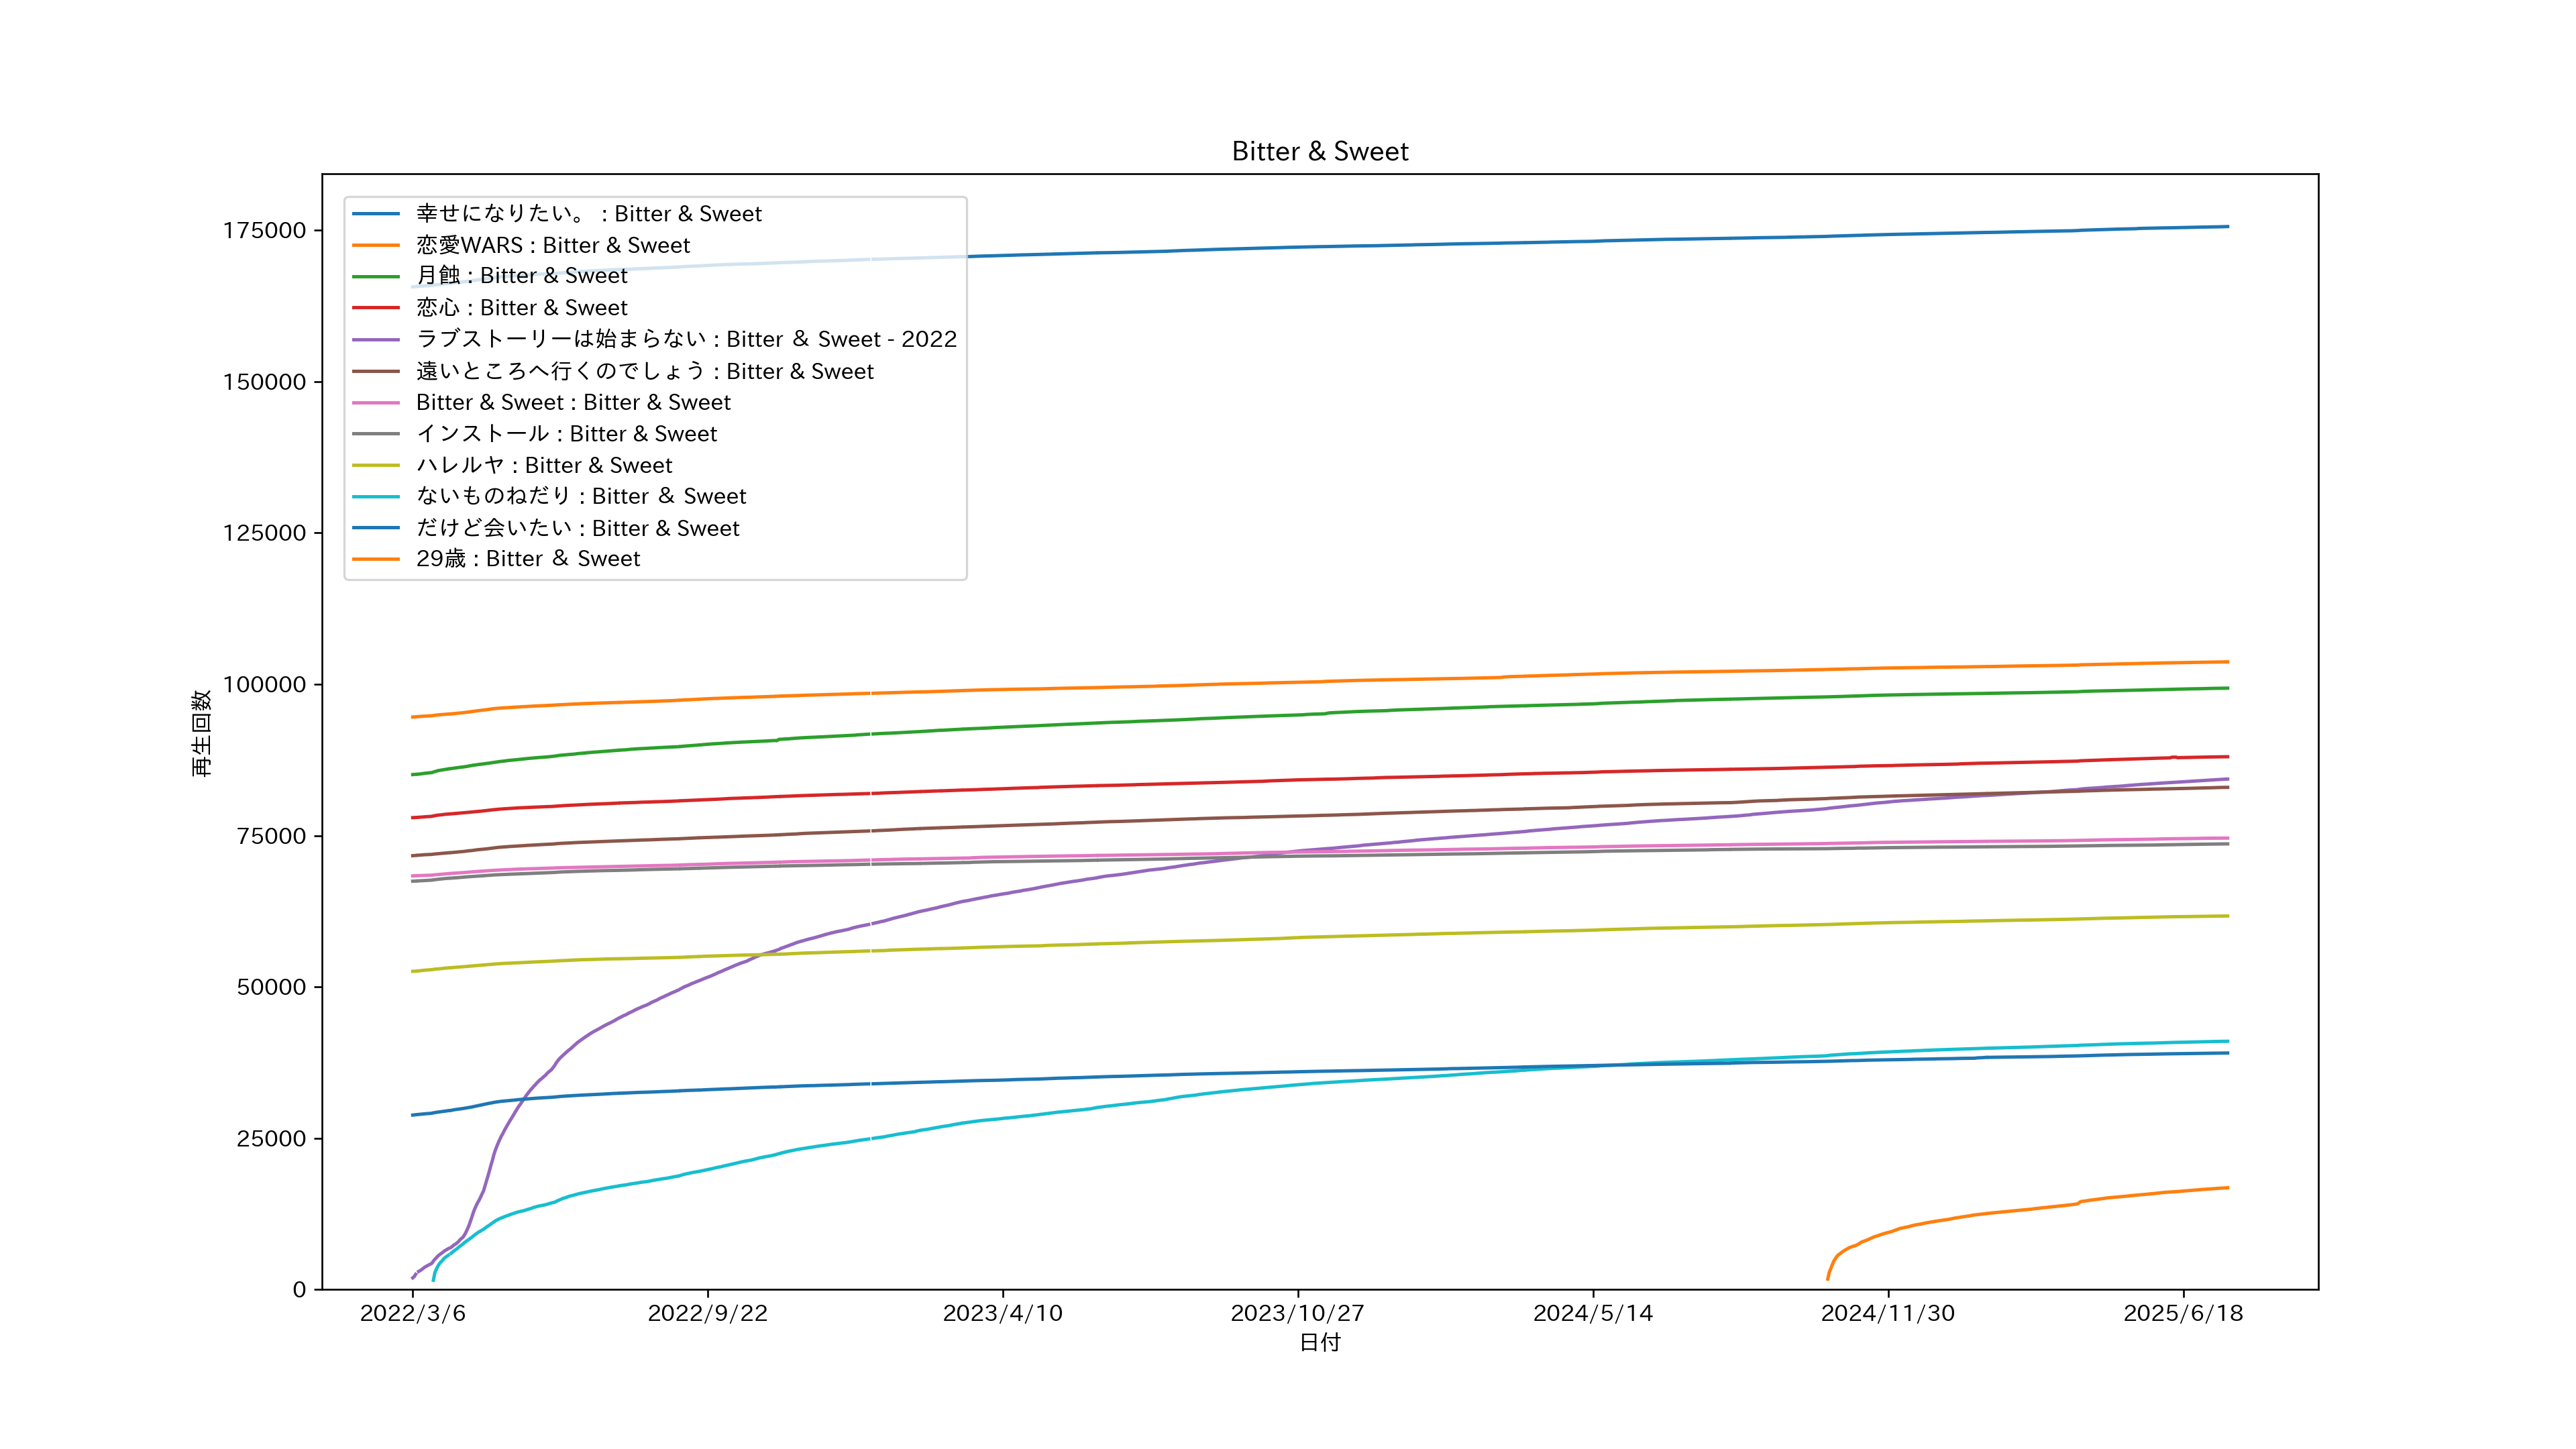 Bitter & Sweet
175000
150000
125000
100000
75000
50000
25000
0
再生回数
幸せになりたい。 : Bitter & Sweet
恋愛WARS : Bitter & Sweet
月蝕 : Bitter & Sweet
恋心 : Bitter & Sweet
ラブストーリーは始まらない : Bitter ＆ Sweet - 2022
遠いところへ行くのでしょう : Bitter & Sweet
Bitter & Sweet : Bitter & Sweet
インストール : Bitter & Sweet
ハレルヤ : Bitter & Sweet
ないものねだり : Bitter ＆ Sweet
だけど会いたい : Bitter & Sweet
29歳 : Bitter ＆ Sweet
2022/3/6 2022/9/22 2023/4/10 2023/10/27 2024/5/14 2024/11/30 2025/6/18
日付